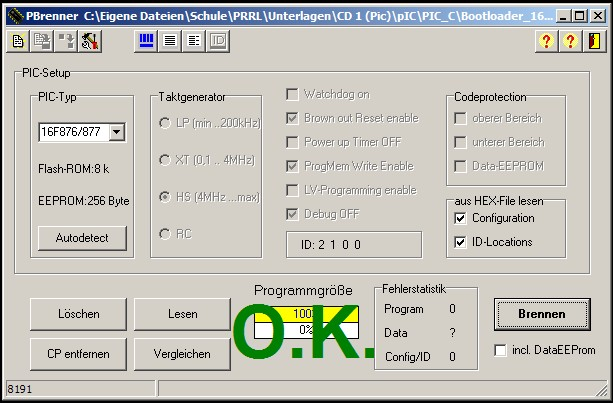 PBrenner C:\Eigene Dateien\Schule\PRRL\Unterlagen\CD 1 (Pic)\pIC\PIC_C\Bootloader_16...
ID
? ?
PIC-Setup
PIC-Typ
16F876/877
Flash-ROM:8 k
EEPROM:256 Byte
Autodetect
Taktgenerator
LP (min ..200kHz)
XT (0,1 .. 4MHz)
HS (4MHz ...max)
RC
Watchdog on
Brown out Reset enable
Power up Timer OFF
ProgMem Write Enable
LV-Programming enable
Debug OFF
ID: 2 1 0 0
Codeprotection
oberer Bereich
unterer Bereich
Data-EEPROM
aus HEX-File lesen
Configuration
ID-Locations
Löschen
Lesen
CP entfernen
Vergleichen
Programmgröße
100%
0%
O.K.
Fehlerstatistik
Program 0
Data ?
Config/ID 0
Brennen
incl. DataEEProm
8191